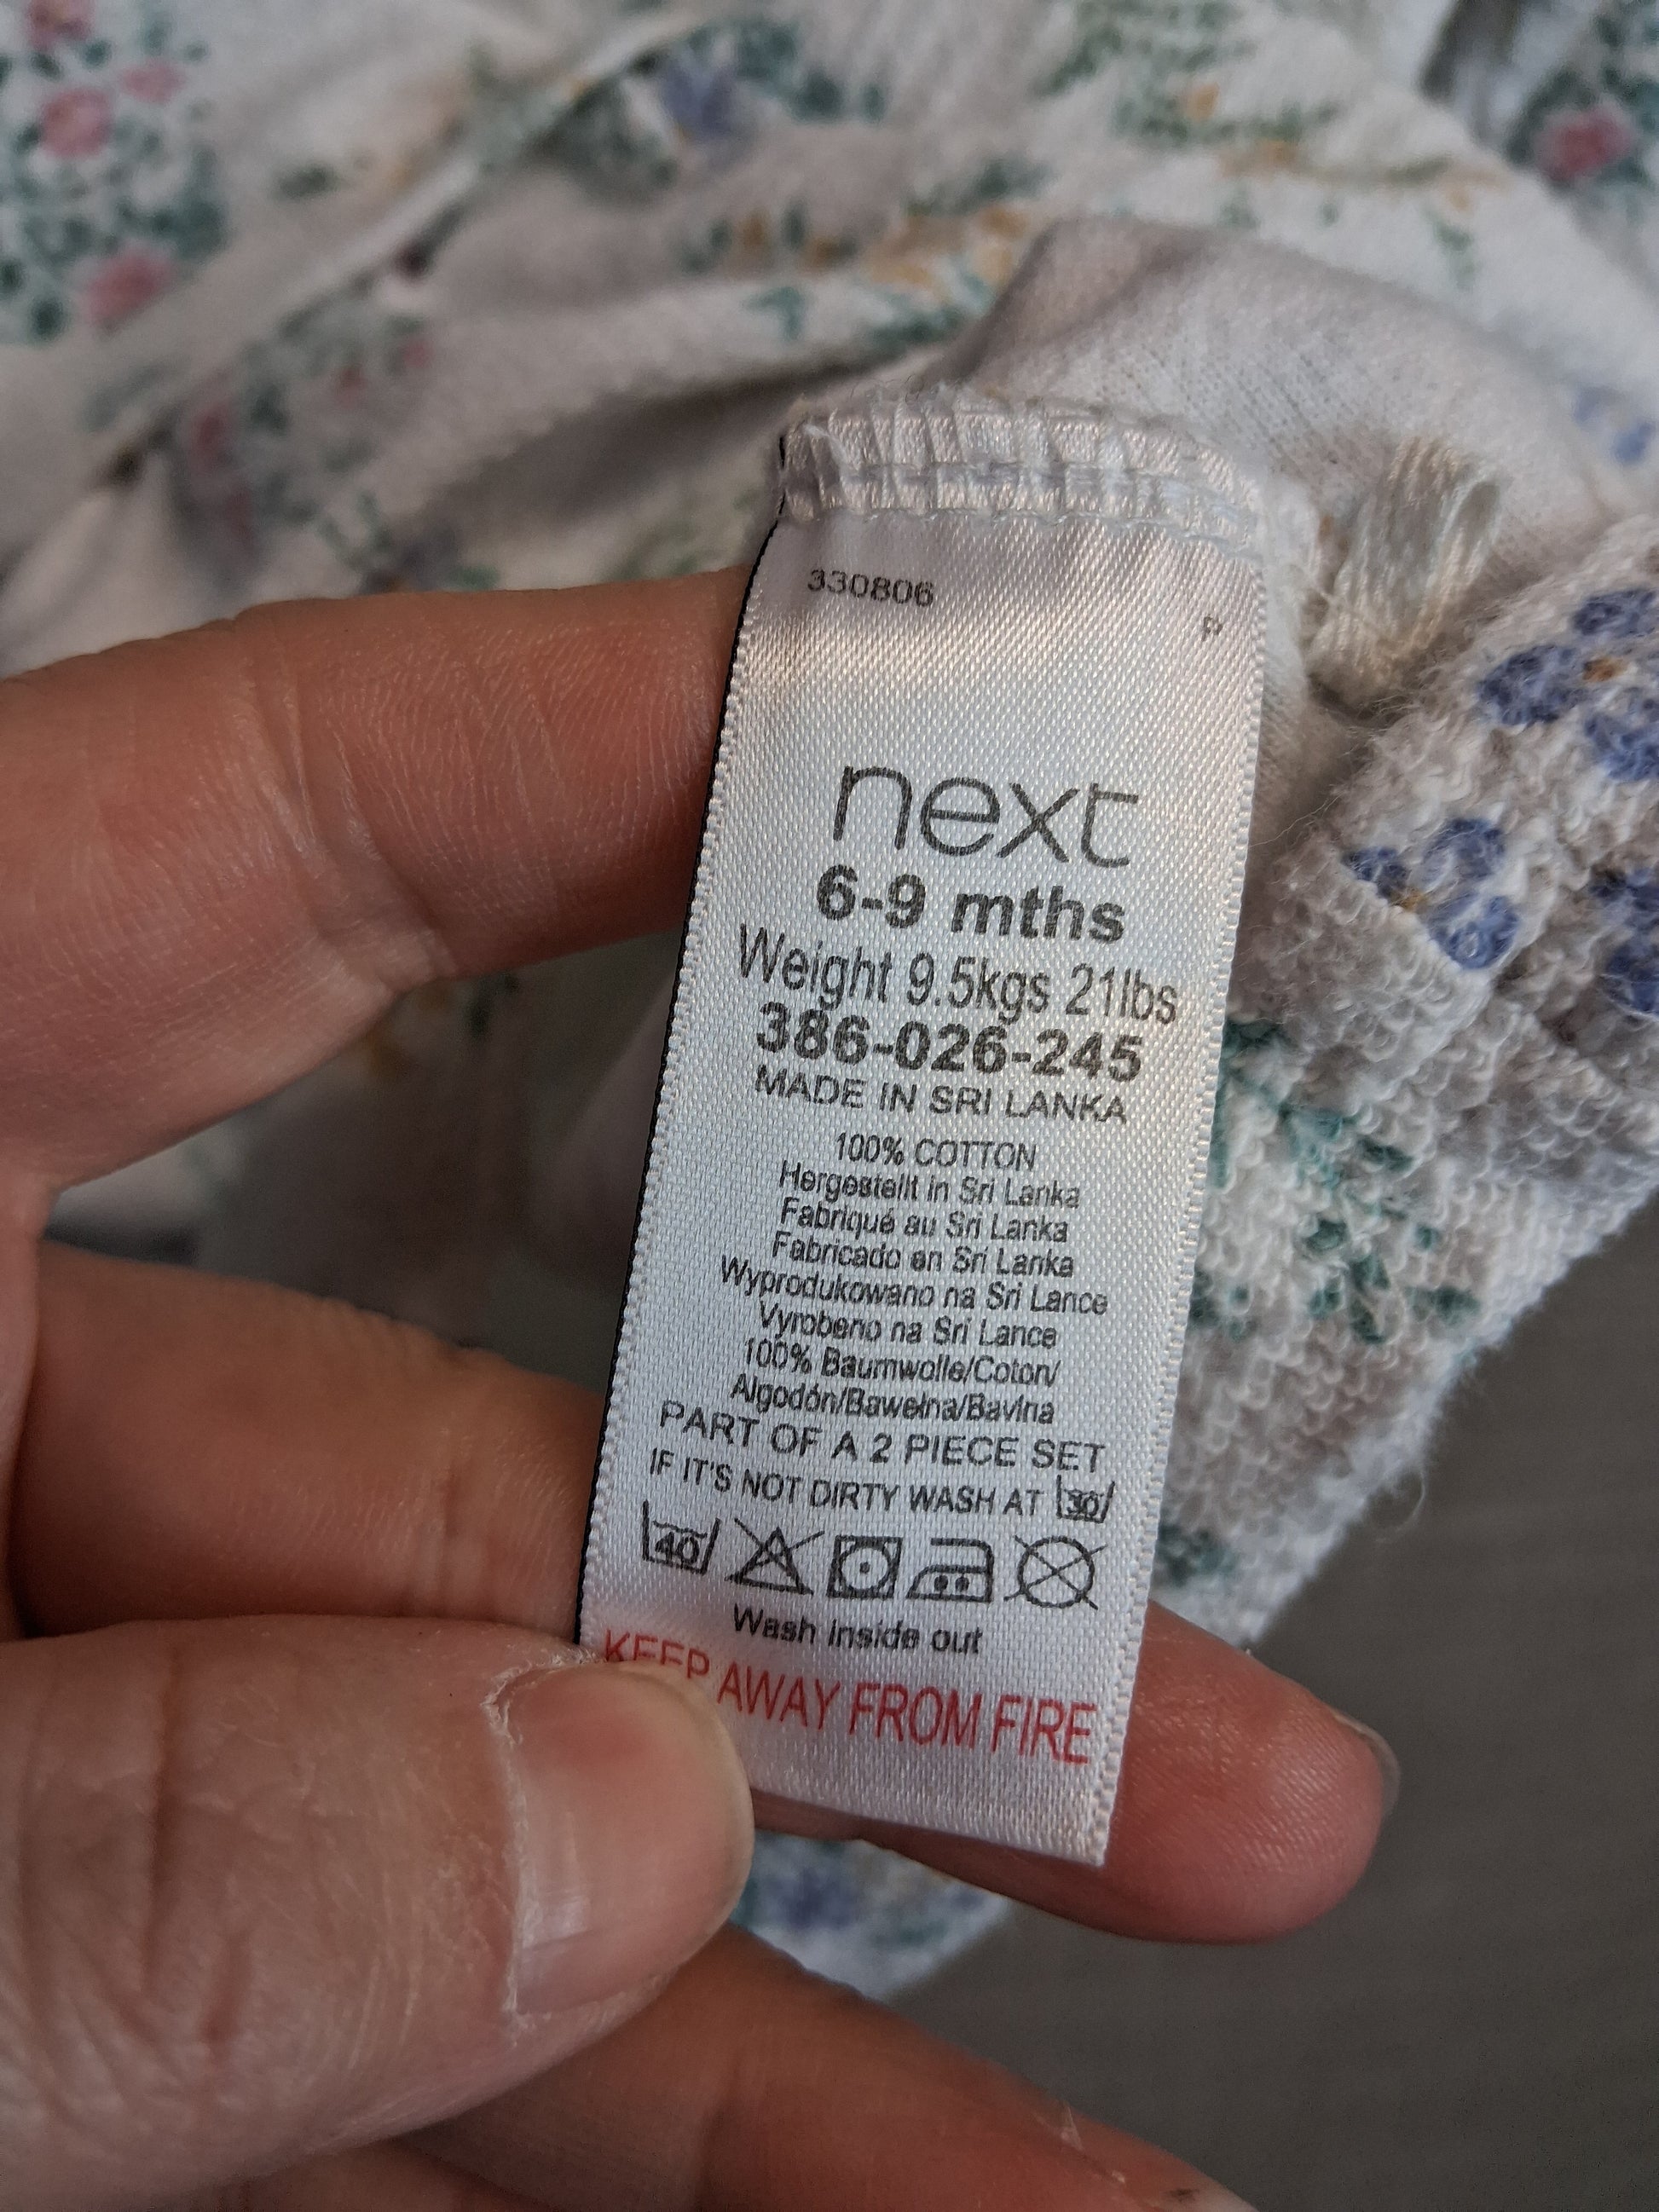 330806
P
next
6-9 mths
Weight 9.5kgs 21lbs
386-026-245
MADE IN SRI LANKA
100% COTTON
Hergestellt in Sri Lanka
Fabriqué au Sri Lanka
Fabricado en Sri Lanka
Wyprodukowano na Sri Lance
Vyrobeno na Srí Lance
100% Baumwolle/Coton/
Algodón/Bawełna/Bavlna
PART OF A 2 PIECE SET
IF IT'S NOT DIRTY WASH AT 30
40
Wash inside out
KEEP AWAY FROM FIRE